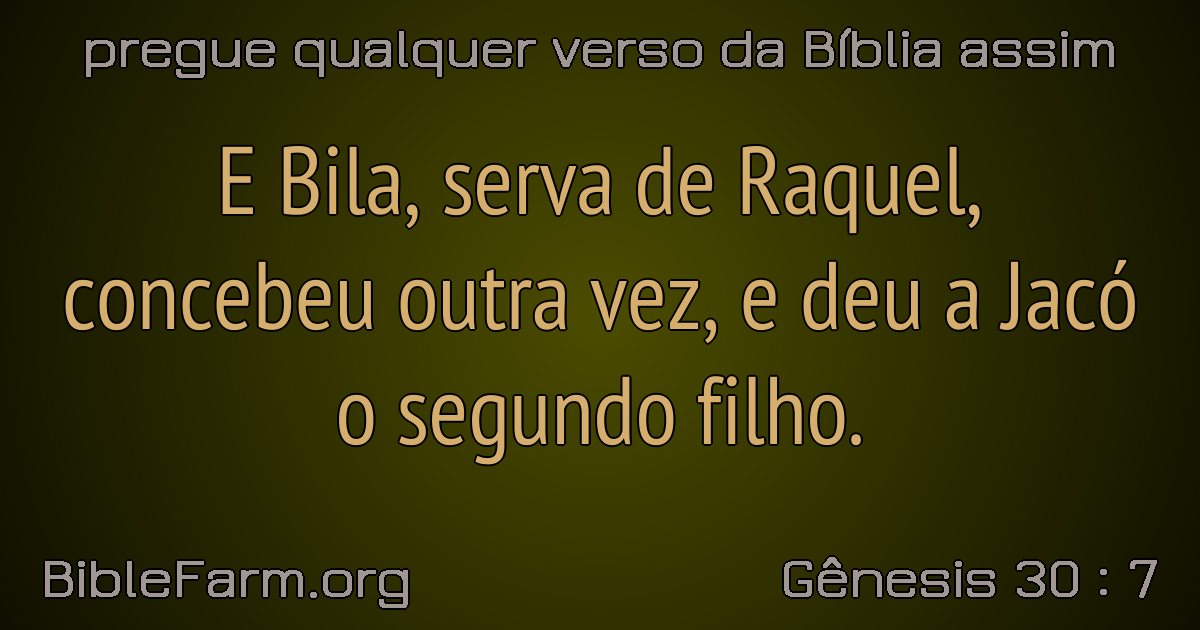 pregue qualquer verso da Bíblia assim
E Bila, serva de Raquel,
concebeu outra vez, e deu a Jacó
o segundo filho.
BibleFarm.org
Gênesis 30 : 7